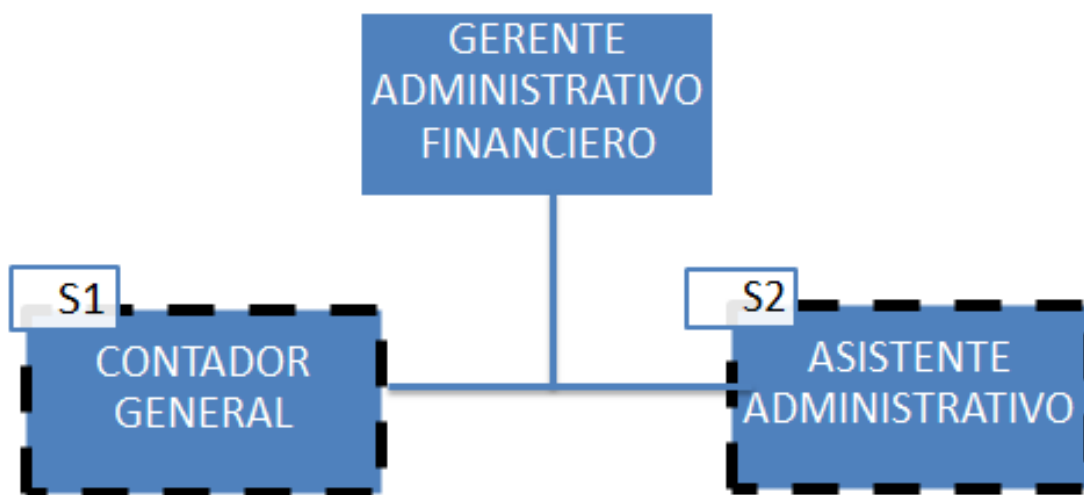 GERENTE
ADMINISTRATIVO
FINANCIERO
S1
CONTADOR
GENERAL
S2
ASISTENTE
ADMINISTRATIVO